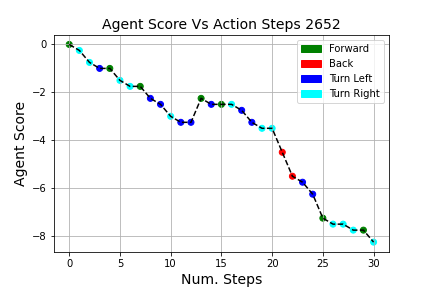 Agent Score Vs Action Steps 2652
Forward
Back
Turn Left
Turn Right
Agent Score
0
−2
−4
−6
−8
0 5 10 15 20 25 30
Num. Steps